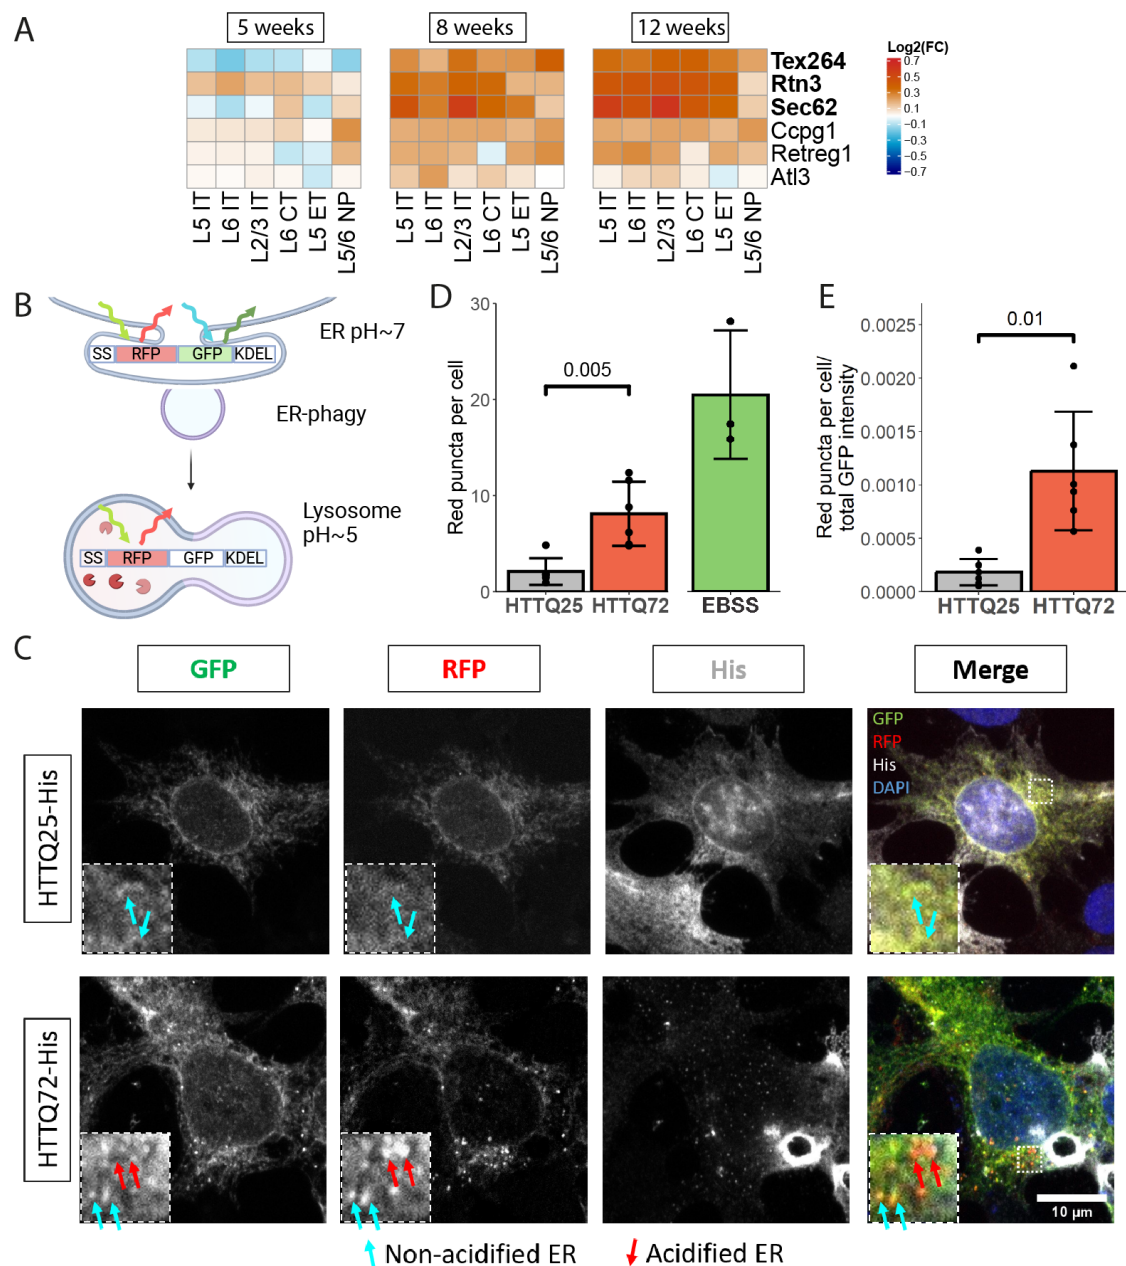 A
5 weeks
8 weeks
12 weeks
Tex264
Rtn3
Sec62
Ccpg1
Retreg1
Atl3
L5 IT
L6 IT
L2/3 IT
L6 CT
L5 ET
L5/6 NP
L5 IT
L6 IT
L2/3 IT
L6 CT
L5 ET
L5/6 NP
L5 IT
L6 IT
L2/3 IT
L6 CT
L5 ET
L5/6 NP
Log2(FC)
0.7
0.5
0.3
0.1
−0.1
−0.3
−0.5
−0.7
B
ER pH~7
SS RFP GFP KDEL
ER-phagy
Lysosome
pH~5
SS RFP GFP KDEL
D
Red puncta per cell
30
20
10
0
0.005
HTTQ25 HTTQ72 EBSS
E
Red puncta per cell/
total GFP intensity
0.0025
0.0020
0.0015
0.0010
0.0005
0.0000
0.01
HTTQ25 HTTQ72
C
GFP
RFP
His
Merge
HTTQ25-His
GFP
RFP
His
DAPI
HTTQ72-His
10 µm
Non-acidified ER
Acidified ER